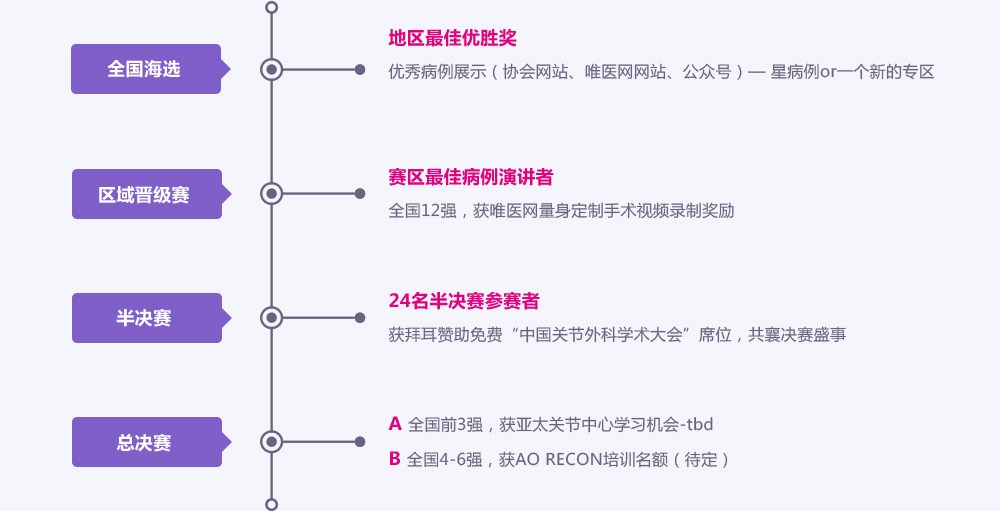 全国海选
地区最佳优胜奖
优秀病例展示（协会网站、唯医网网站、公众号）— 星病例or一个新的专区
区域晋级赛
赛区最佳病例演讲者
全国12强，获唯医网量身定制手术视频录制奖励
半决赛
24名半决赛参赛者
获拜耳赞助免费“中国关节外科学术大会”席位，共襄决赛盛事
总决赛
A 全国前3强，获亚太关节中心学习机会-tbd
B 全国4-6强，获AO RECON培训名额（待定）